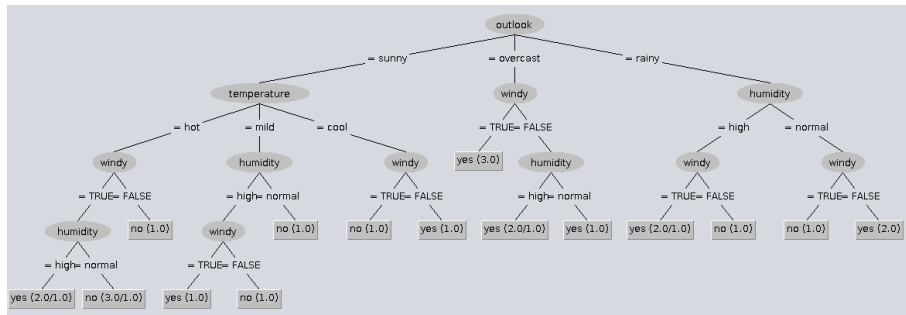 outlook
= sunny = overcast = rainy
temperature windy humidity
= hot = mild = cool = TRUE = FALSE = high = normal
windy humidity windy yes (3.0) humidity windy windy
= TRUE = FALSE = high = normal = TRUE = FALSE = high = normal = TRUE = FALSE = TRUE = FALSE
humidity no (1.0) windy no (1.0) no (1.0) yes (1.0) yes (2.0/1.0) yes (1.0) yes (2.0/1.0) no (1.0) no (1.0) yes (2.0)
= high = normal = TRUE = FALSE
yes (2.0/1.0) no (3.0/1.0) yes (1.0) no (1.0)